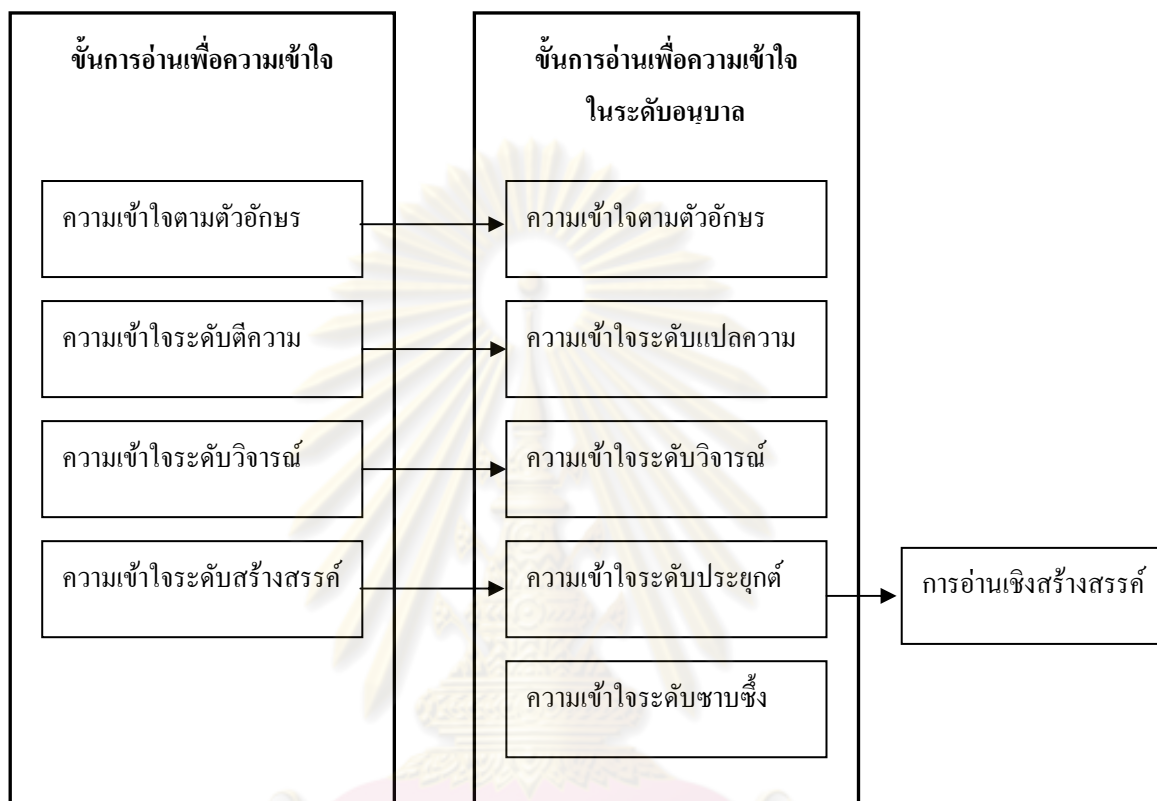 ขั้นการอ่านเพื่อความเข้าใจ
ความเข้าใจตามตัวอักษร
ความเข้าใจระดับตีความ
ความเข้าใจระดับวิจารณ์
ความเข้าใจระดับสร้างสรรค์
ขั้นการอ่านเพื่อความเข้าใจ
ในระดับอนุบาล
ความเข้าใจตามตัวอักษร
ความเข้าใจระดับแปลความ
ความเข้าใจระดับวิจารณ์
ความเข้าใจระดับประยุกต์
ความเข้าใจระดับซาบซึ้ง
การอ่านเชิงสร้างสรรค์